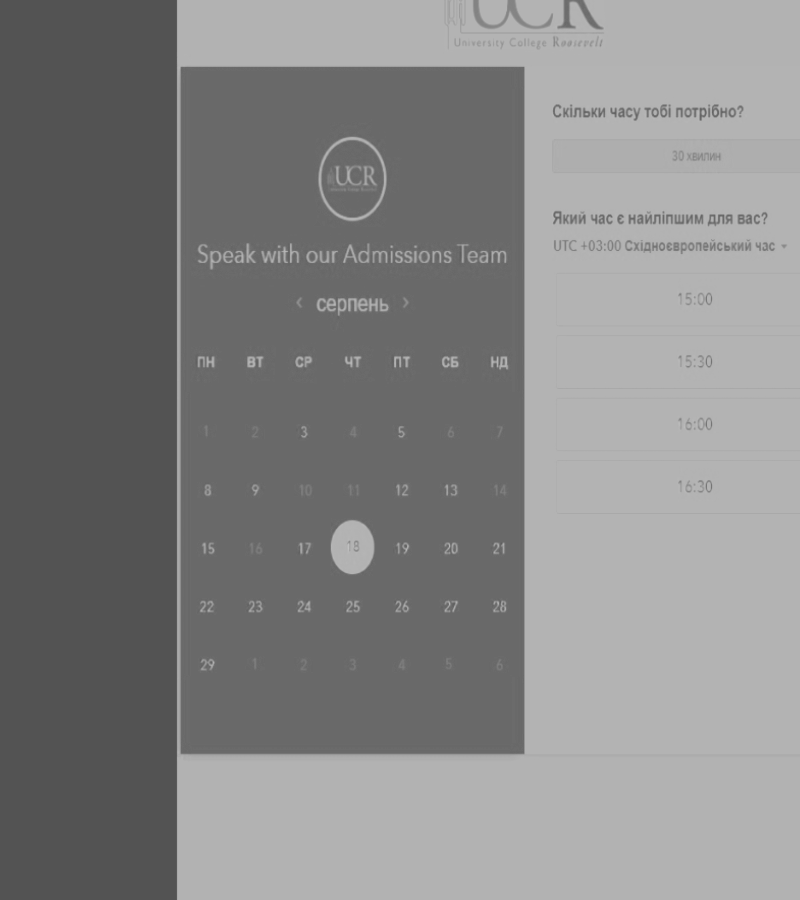 UCR
University College Roosevelt
UCR
Speak with our Admissions Team
‹ серпень ›
ПН ВТ СР ЧТ ПТ СБ НД
1 2 3 4 5 6 7
8 9 10 11 12 13 14
15 16 17 18 19 20 21
22 23 24 25 26 27 28
29 1 2 3 4 5 6
Скільки часу тобі потрібно?
30 хвилин
Який час є найліпшим для вас?
UTC +03:00 Східноєвропейський час
15:00
15:30
16:00
16:30